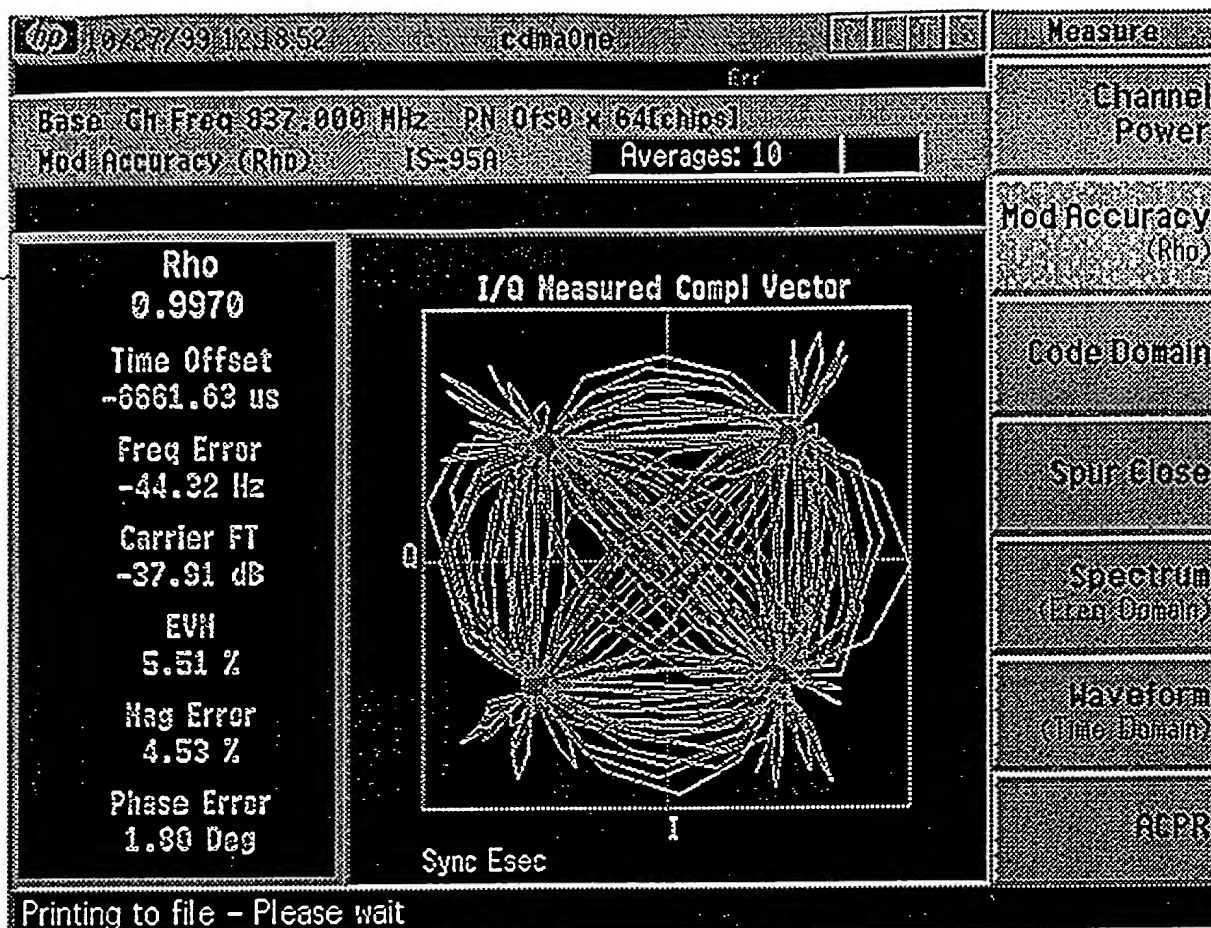 hp 10/27/99 12:18:52 cdmaOne Measure
Err
Base Ch Freq 837.000 MHz PN Ofs0 x 64[chips]
Mod Accuracy (Rho) IS-95A Averages: 10
Channel
Power
Mod Accuracy
(Rho)
Code Domain
Spur Close
Spectrum
(Freq Domain)
Waveform
(Time Domain)
ACPR
Rho
0.9970
Time Offset
-6661.63 us
Freq Error
-44.32 Hz
Carrier FT
-37.91 dB
EVM
5.51 %
Mag Error
4.53 %
Phase Error
1.80 Deg
I/Q Measured Compl Vector
Q
I
Sync Esec
Printing to file - Please wait